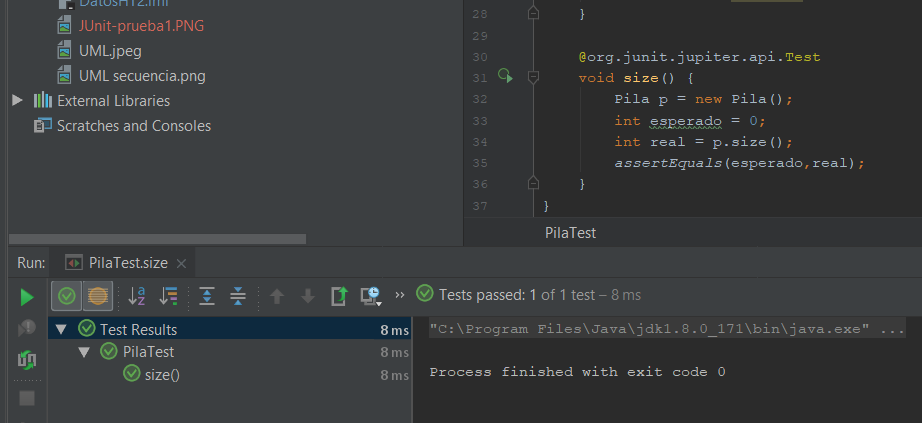 DatosH12.iml
JUnit-prueba1.PNG
UML.jpeg
UML secuencia.png
External Libraries
Scratches and Consoles
28 }
29
30 @org.junit.jupiter.api.Test
31 void size() {
32 Pila p = new Pila();
33 int esperado = 0;
34 int real = p.size();
35 assertEquals(esperado,real);
36 }
37 }
PilaTest
Run: PilaTest.size ×
az » Tests passed: 1 of 1 test – 8 ms
Test Results 8 ms
PilaTest 8 ms
size() 8 ms
"C:\Program Files\Java\jdk1.8.0_171\bin\java.exe" ...
Process finished with exit code 0